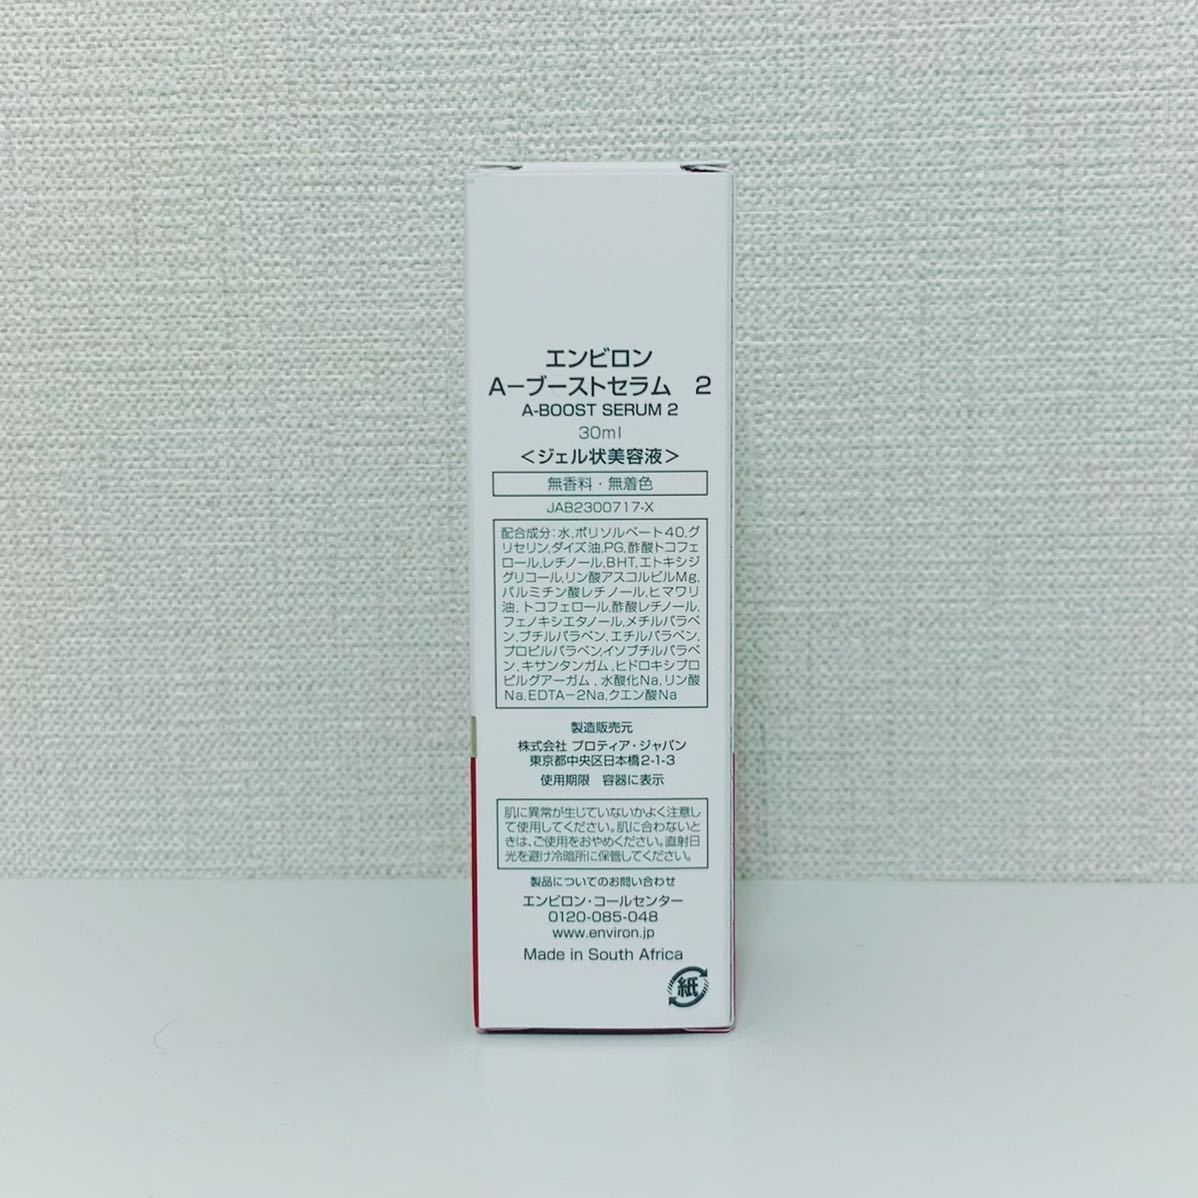 エンビロン
A−ブーストセラム　2
A-BOOST SERUM 2
30ml
＜ジェル状美容液＞
無香料・無着色
JAB2300717-X
配合成分：水,ポリソルベート40,グ
リセリン,ダイズ油,PG,酢酸トコフェ
ロール,レチノール,BHT,エトキシジ
グリコール,リン酸アスコルビルMg,
パルミチン酸レチノール,ヒマワリ
油,トコフェロール,酢酸レチノール,
フェノキシエタノール,メチルパラベ
ン,ブチルパラベン,エチルパラベン,
プロピルパラベン,イソブチルパラベ
ン,キサンタンガム,ヒドロキシプロ
ピルグアーガム,水酸化Na,リン酸
Na,EDTA−2Na,クエン酸Na
製造販売元
株式会社 プロティア・ジャパン
東京都中央区日本橋2-1-3
使用期限　容器に表示
肌に異常が生じていないかよく注意し
て使用してください。肌に合わないと
きは、ご使用をおやめください。直射日
光を避け冷暗所に保管してください。
製品についてのお問い合わせ
エンビロン・コールセンター
0120-085-048
www.environ.jp
Made in South Africa
紙